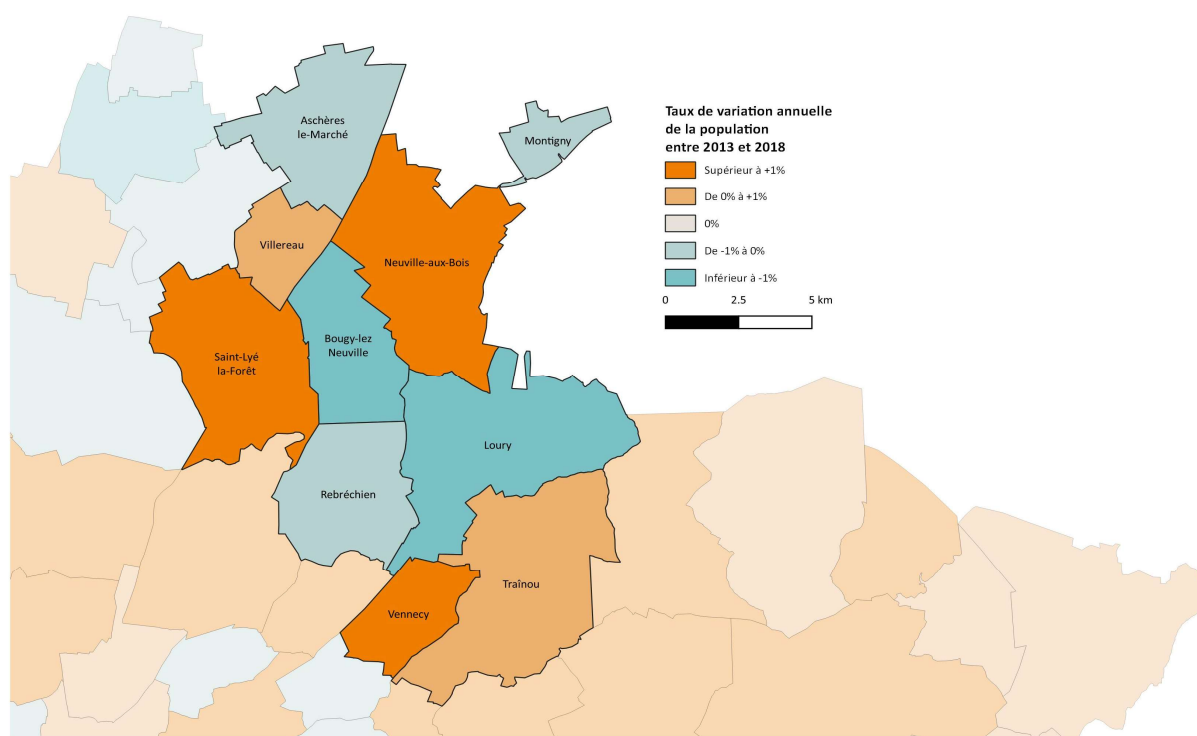 Aschères
le-Marché
Montigny
Villereau
Neuville-aux-Bois
Bougy-lez
Neuville
Saint-Lyé
la-Forêt
Loury
Rebréchien
Traînou
Vennecy
Taux de variation annuelle
de la population
entre 2013 et 2018
Supérieur à +1%
De 0% à +1%
0%
De -1% à 0%
Inférieur à -1%
0 2.5 5 km